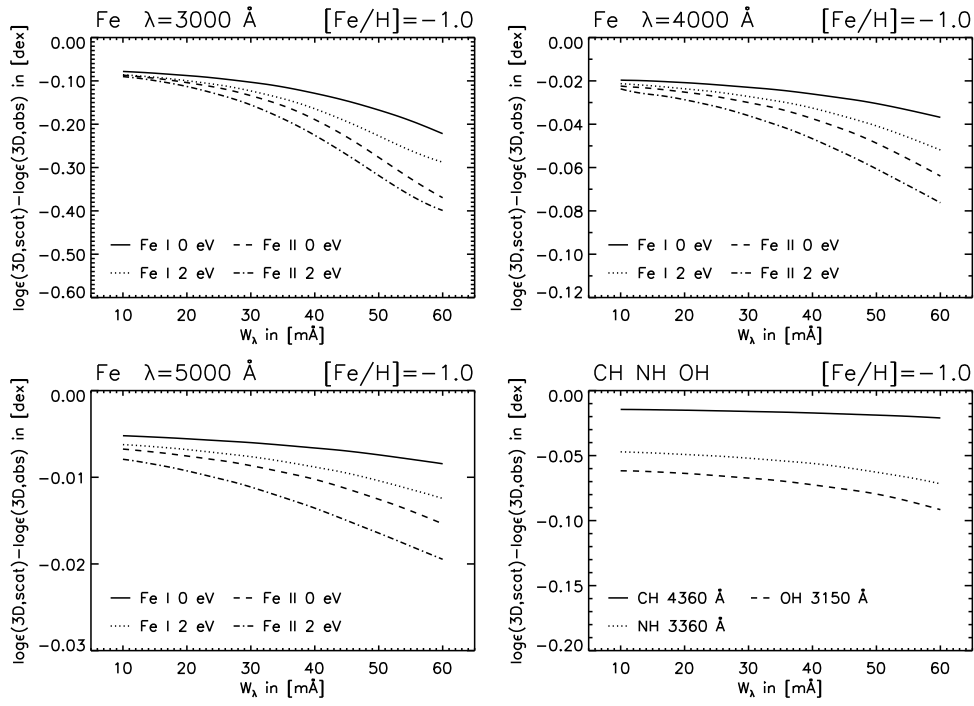 Fe λ=3000 Å [Fe/H]=−1.0
logε(3D,scat)−logε(3D,abs) in [dex]
0.00
−0.10
−0.20
−0.30
−0.40
−0.50
−0.60
Fe I 0 eV
Fe II 0 eV
Fe I 2 eV
Fe II 2 eV
10 20 30 40 50 60
Wλ in [mÅ]
Fe λ=4000 Å [Fe/H]=−1.0
logε(3D,scat)−logε(3D,abs) in [dex]
0.00
−0.02
−0.04
−0.06
−0.08
−0.10
−0.12
Fe I 0 eV
Fe II 0 eV
Fe I 2 eV
Fe II 2 eV
10 20 30 40 50 60
Wλ in [mÅ]
Fe λ=5000 Å [Fe/H]=−1.0
logε(3D,scat)−logε(3D,abs) in [dex]
0.00
−0.01
−0.02
−0.03
Fe I 0 eV
Fe II 0 eV
Fe I 2 eV
Fe II 2 eV
10 20 30 40 50 60
Wλ in [mÅ]
CH NH OH [Fe/H]=−1.0
logε(3D,scat)−logε(3D,abs) in [dex]
0.00
−0.05
−0.10
−0.15
−0.20
CH 4360 Å
OH 3150 Å
NH 3360 Å
10 20 30 40 50 60
Wλ in [mÅ]